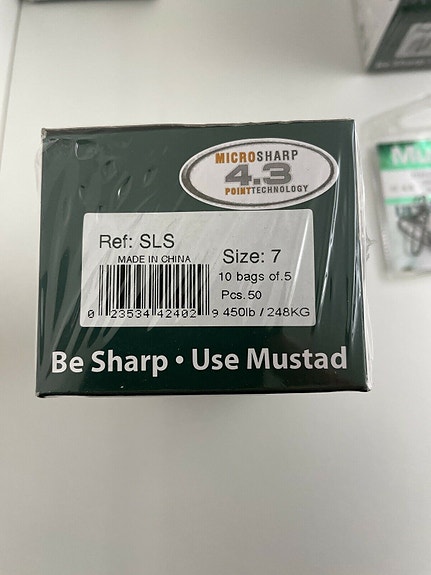 MICROSHARP
4.3
POINTTECHNOLOGY
Ref: SLS
MADE IN CHINA
Size: 7
10 bags of.5
Pcs.50
0 23534 42402 9
450lb / 248KG
Be Sharp • Use Mustad